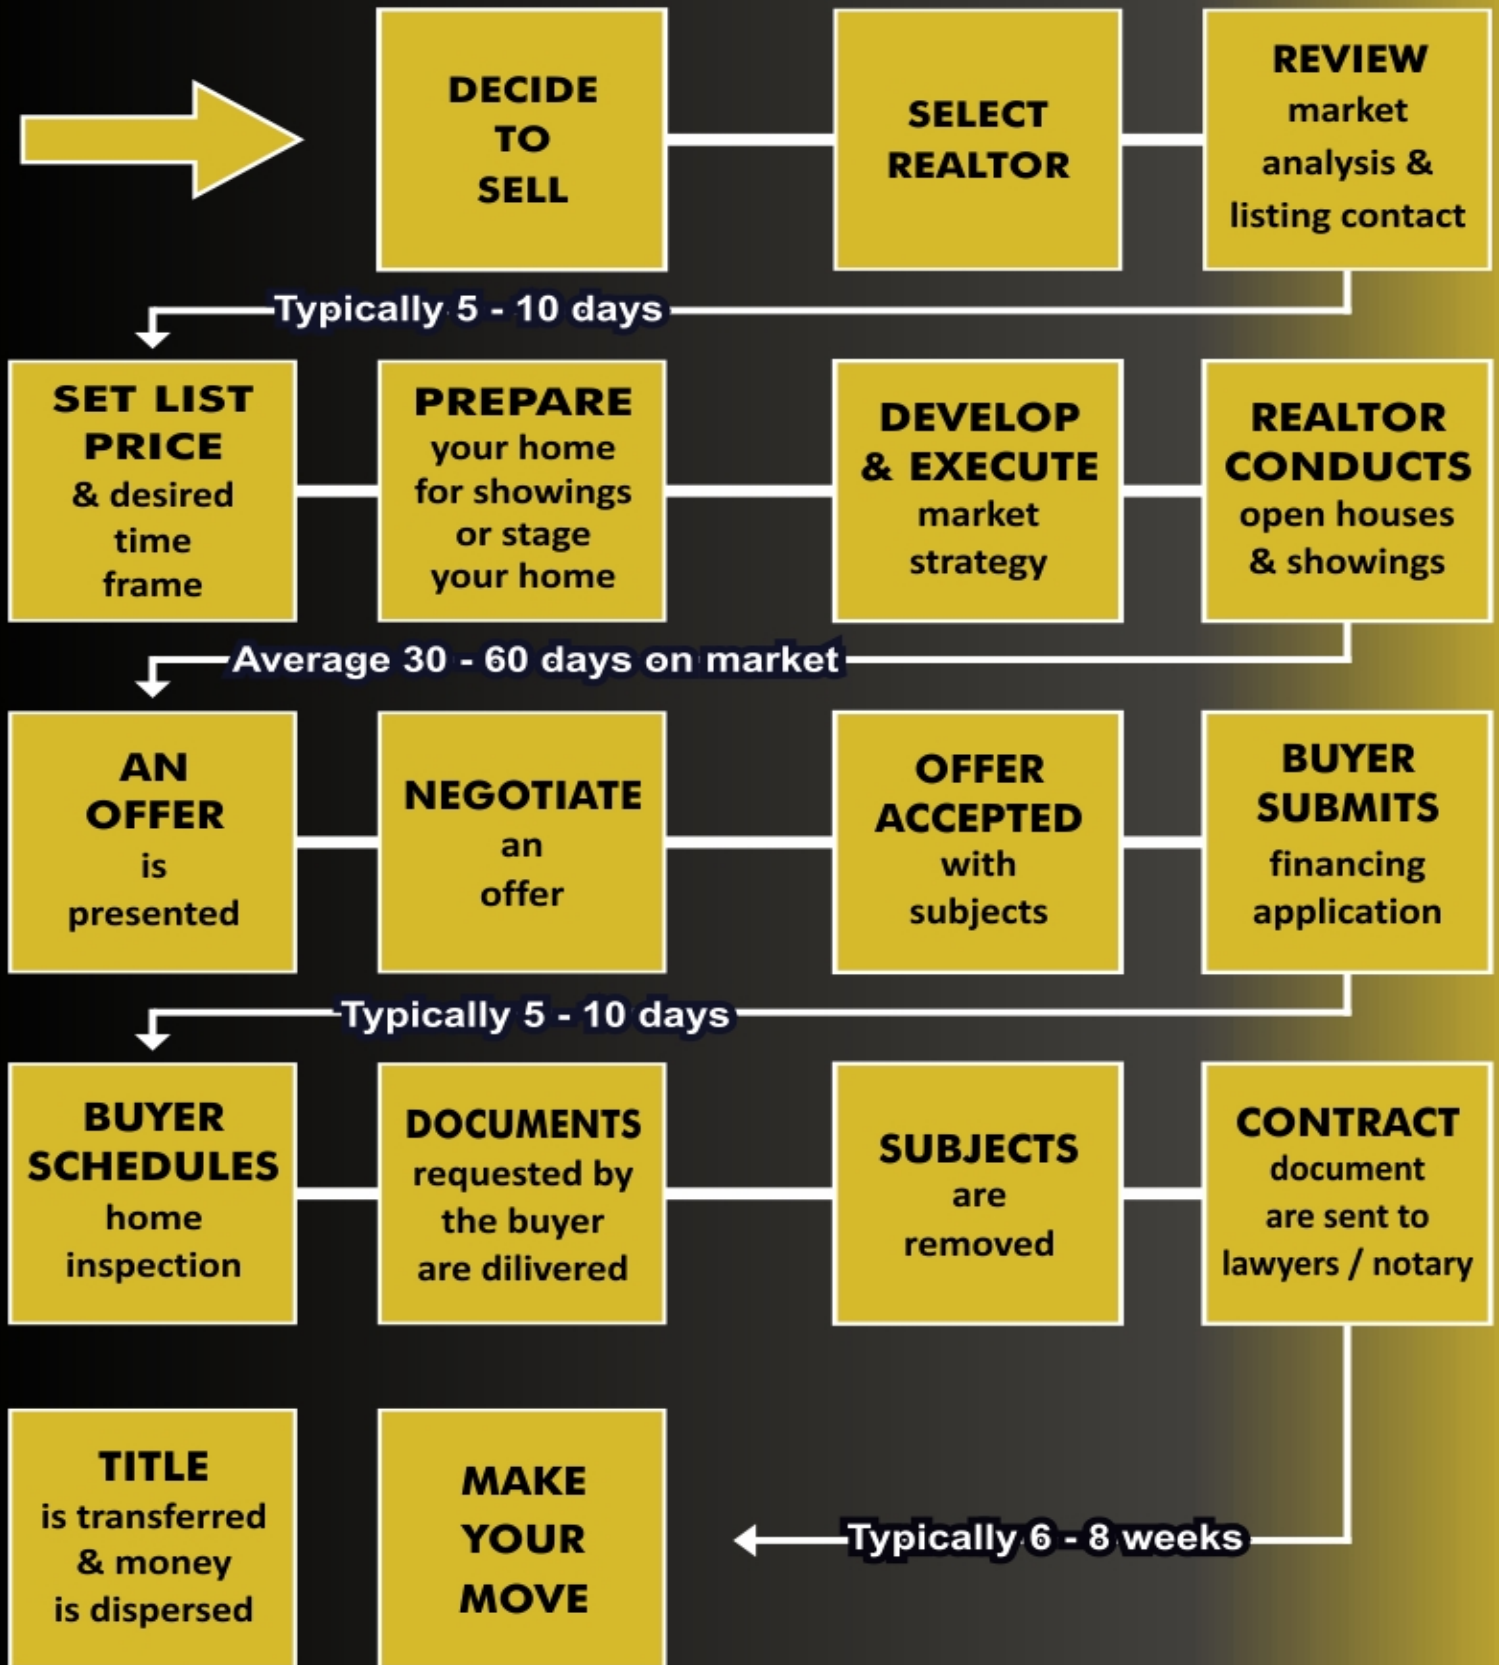 DECIDE
TO
SELL
SELECT
REALTOR
REVIEW
market
analysis &
listing contact
Typically 5 - 10 days
SET LIST
PRICE
& desired
time
frame
PREPARE
your home
for showings
or stage
your home
DEVELOP
& EXECUTE
market
strategy
REALTOR
CONDUCTS
open houses
& showings
Average 30 - 60 days on market
AN
OFFER
is
presented
NEGOTIATE
an
offer
OFFER
ACCEPTED
with
subjects
BUYER
SUBMITS
financing
application
Typically 5 - 10 days
BUYER
SCHEDULES
home
inspection
DOCUMENTS
requested by
the buyer
are dilivered
SUBJECTS
are
removed
CONTRACT
document
are sent to
lawyers / notary
TITLE
is transferred
& money
is dispersed
MAKE
YOUR
MOVE
Typically 6 - 8 weeks